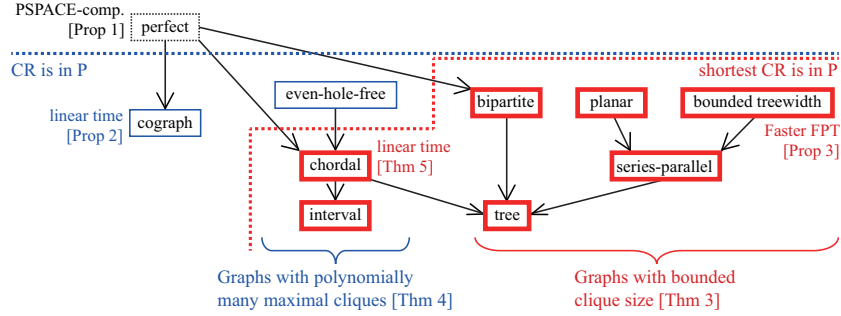 PSPACE-comp.
[Prop 1]
perfect
CR is in P
shortest CR is in P
even-hole-free
bipartite
planar
bounded treewidth
linear time
[Prop 2]
cograph
Faster FPT
[Prop 3]
linear time
[Thm 5]
chordal
series-parallel
interval
tree
Graphs with polynomially
many maximal cliques [Thm 4]
Graphs with bounded
clique size [Thm 3]